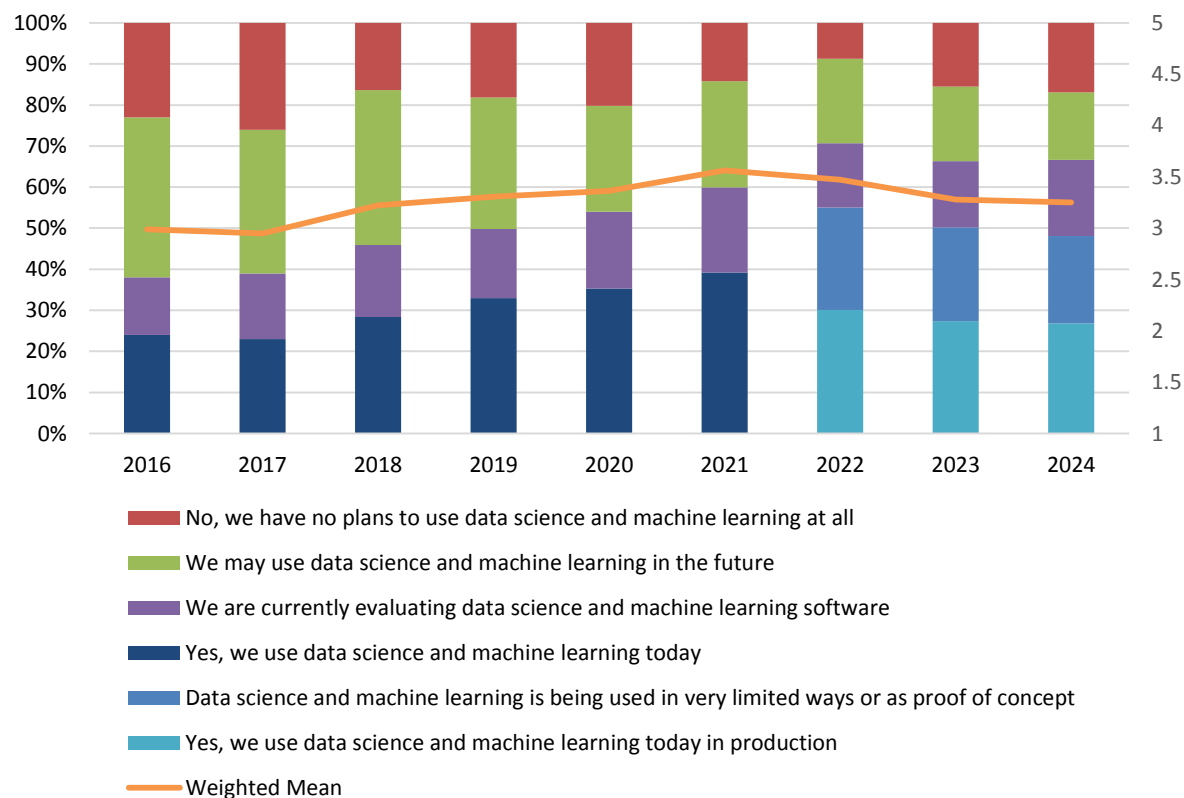 100%
90%
80%
70%
60%
50%
40%
30%
20%
10%
0%
5
4.5
4
3.5
3
2.5
2
1.5
1
2016 2017 2018 2019 2020 2021 2022 2023 2024
No, we have no plans to use data science and machine learning at all
We may use data science and machine learning in the future
We are currently evaluating data science and machine learning software
Yes, we use data science and machine learning today
Data science and machine learning is being used in very limited ways or as proof of concept
Yes, we use data science and machine learning today in production
Weighted Mean